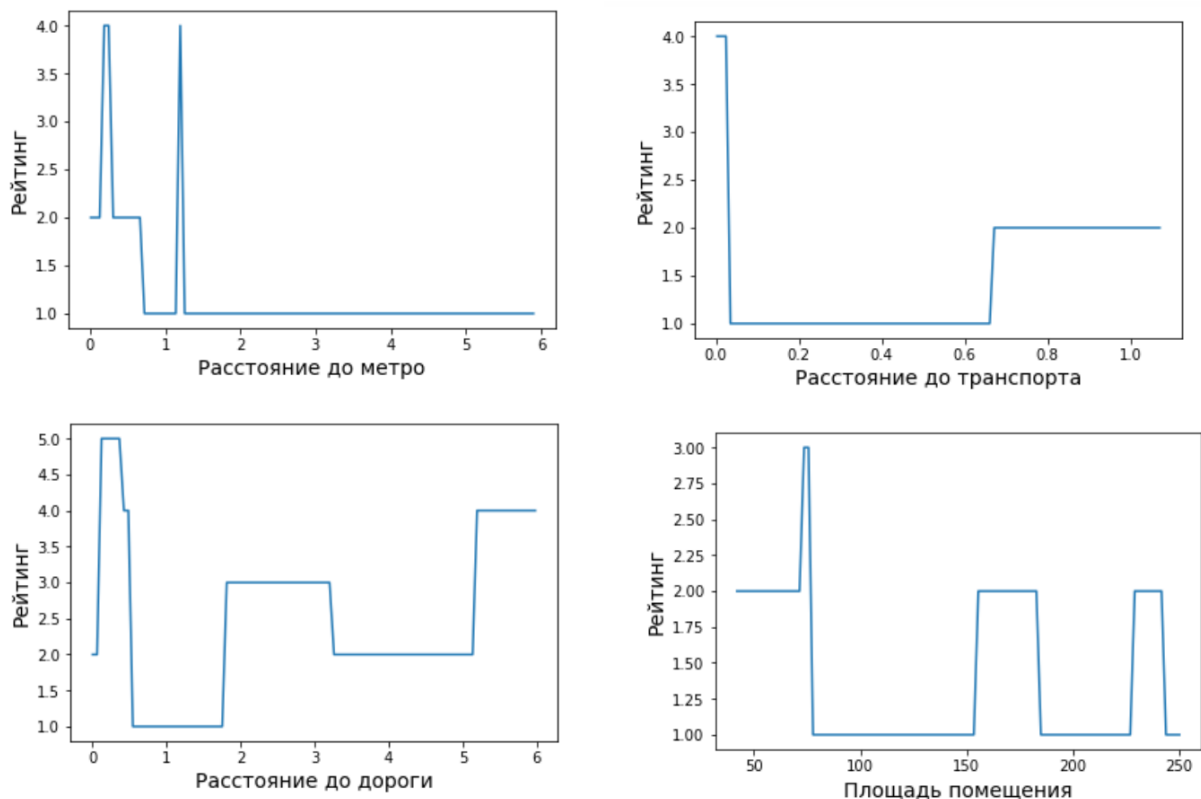 4.0
3.5
3.0
2.5
2.0
1.5
1.0
Рейтинг
0 1 2 3 4 5 6
Расстояние до метро
4.0
3.5
3.0
2.5
2.0
1.5
1.0
Рейтинг
0.0 0.2 0.4 0.6 0.8 1.0
Расстояние до транспорта
5.0
4.5
4.0
3.5
3.0
2.5
2.0
1.5
1.0
Рейтинг
0 1 2 3 4 5 6
Расстояние до дороги
3.00
2.75
2.50
2.25
2.00
1.75
1.50
1.25
1.00
Рейтинг
50 100 150 200 250
Площадь помещения